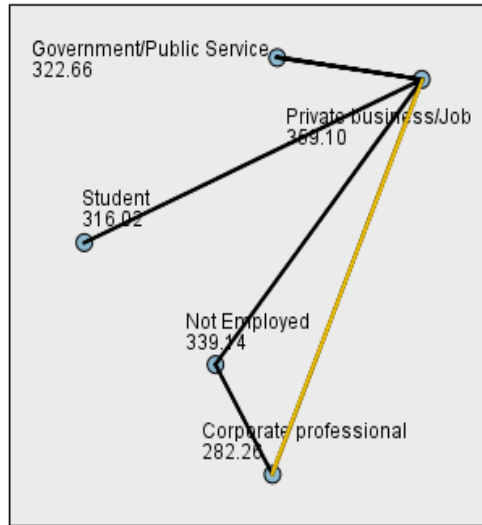 Government/Public Service
322.66
Private business/Job
359.10
Student
316.02
Not Employed
339.14
Corporate professional
282.26